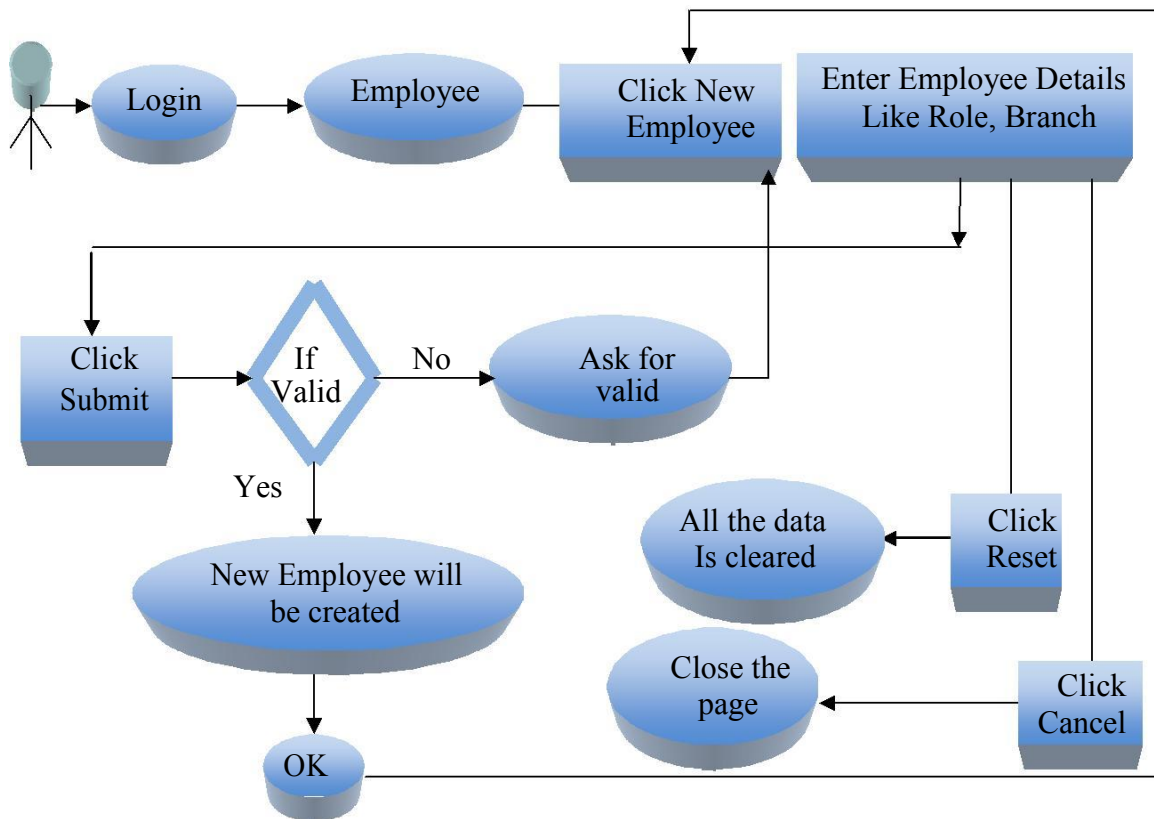 Login
Employee
Click New
Employee
Enter Employee Details
Like Role, Branch
Click
Submit
If
Valid
No
Ask for
valid
Yes
New Employee will
be created
OK
All the data
Is cleared
Click
Reset
Close the
page
Click
Cancel